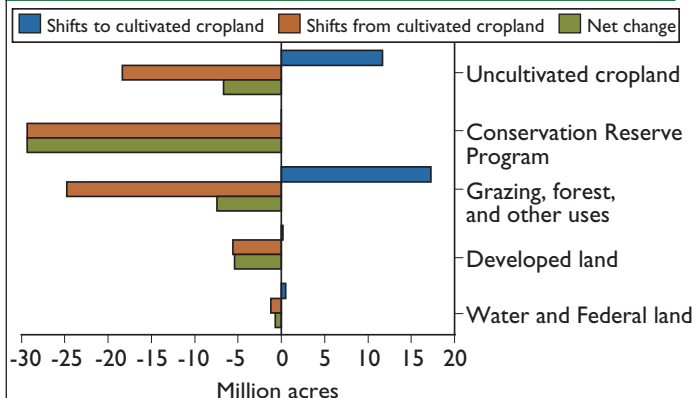 Shifts to cultivated cropland Shifts from cultivated cropland Net change
Uncultivated cropland
Conservation Reserve
Program
Grazing, forest,
and other uses
Developed land
Water and Federal land
-30 -25 -20 -15 -10 -5 0 5 10 15 20
Million acres